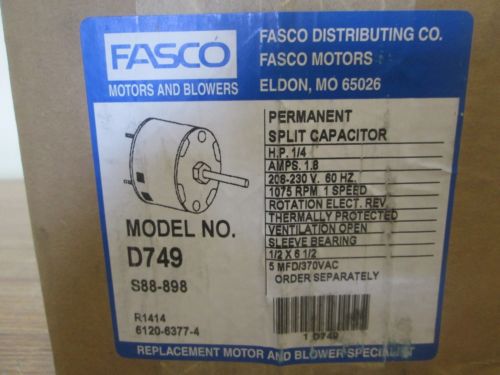 FASCO
MOTORS AND BLOWERS
FASCO DISTRIBUTING CO.
FASCO MOTORS
ELDON, MO 65026
PERMANENT
SPLIT CAPACITOR
H.P. 1/4
AMPS. 1.8
208-230 V. 60 HZ.
1075 RPM 1 SPEED
ROTATION ELECT. REV.
THERMALLY PROTECTED
VENTILATION OPEN
SLEEVE BEARING
1/2 X 6 1/2
5 MFD/370VAC
ORDER SEPARATELY
MODEL NO.
D749
S88-898
R1414
6120-6377-4
1 D749
REPLACEMENT MOTOR AND BLOWER SPECIALIST